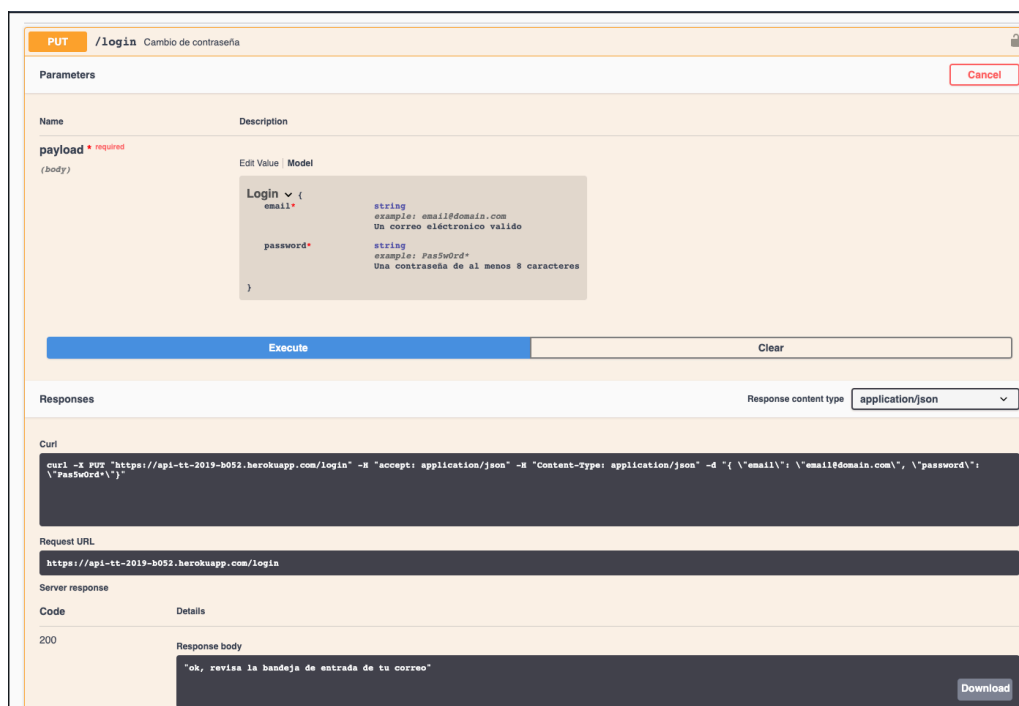 PUT /login Cambio de contraseña
Parameters
Cancel
Name Description
payload * required
(body)
Edit Value | Model
Login {
email* string
example: email@domain.com
Un correo eléctronico valido
password* string
example: Pas5w0rd*
Una contraseña de al menos 8 caracteres
}
Execute Clear
Responses Response content type application/json
Curl
curl -X PUT "https://api-tt-2019-b052.herokuapp.com/login" -H "accept: application/json" -H "Content-Type: application/json" -d "{ \"email\": \"email@domain.com\", \"password\":
\"Pas5w0rd*\"}"
Request URL
https://api-tt-2019-b052.herokuapp.com/login
Server response
Code Details
200
Response body
"ok, revisa la bandeja de entrada de tu correo"
Download